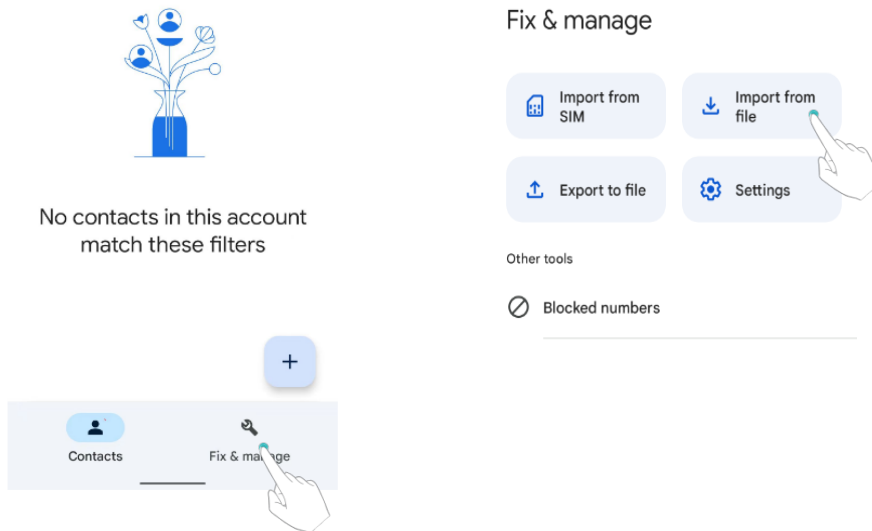 No contacts in this account
match these filters
+
Contacts
Fix & manage
Fix & manage
Import from
SIM
Import from
file
Export to file
Settings
Other tools
Blocked numbers